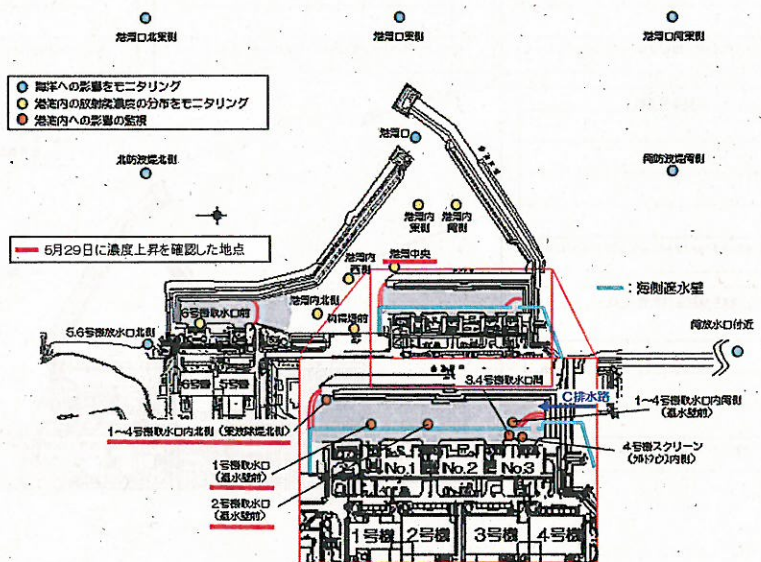 港湾口北東側
港湾口東側
港湾口南東側
海洋への影響をモニタリング
港湾内の放射線濃度の分布をモニタリング
港湾内への影響の監視
港湾口
北防波堤北側
南防波堤南側
港湾内
東側
港湾内
南側
5月29日に濃度上昇を確認した地点
港湾内
西側
港湾中央
:海側遮水壁
6号機取水口前
港湾内北側
荷揚場前
5,6号機放水口北側
南放水口付近
6号機
5号機
3,4号機取水口間
C排水路
1～4号機取水口内南側
(遮水壁前)
1～4号機取水口内北側(東波除堤北側)
1号機取水口
(遮水壁前)
4号機スクリーン
No.1
No.2
No.3
2号機取水口
(遮水壁前)
1号機
2号機
3号機
4号機